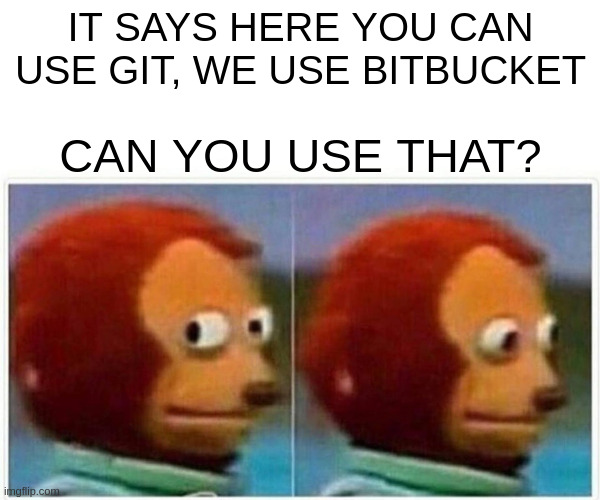 IT SAYS HERE YOU CAN
USE GIT, WE USE BITBUCKET
CAN YOU USE THAT?
imgflip.com